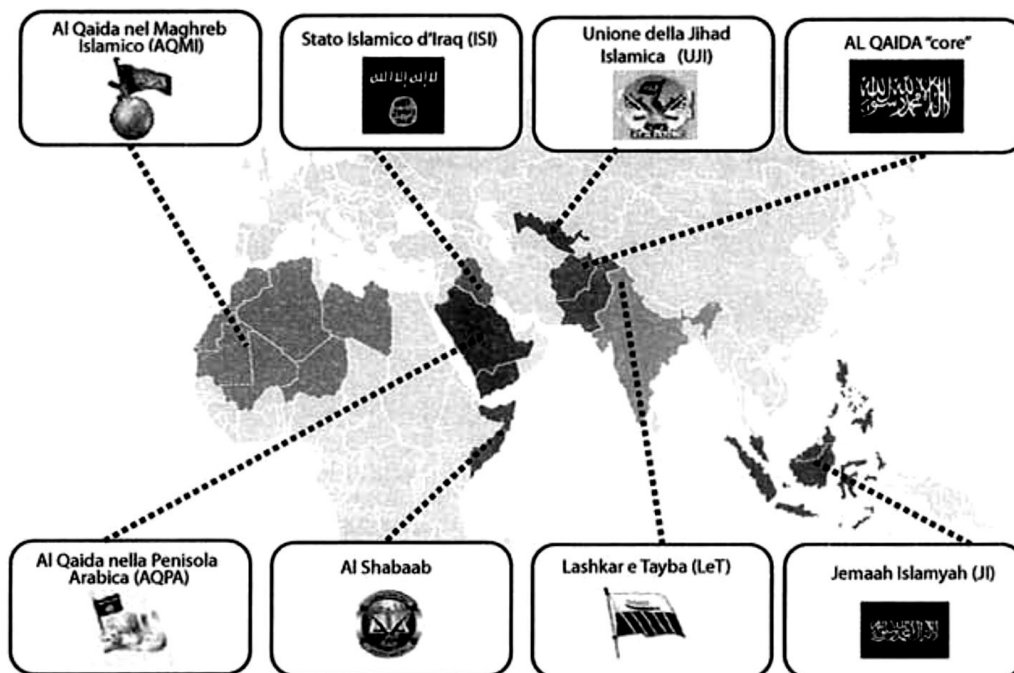 Al Qaida nel Maghreb
Islamico (AQMI)
Stato Islamico d'Iraq (ISI)
Unione della Jihad
Islamica (UJI)
AL QAIDA "core"
Al Qaida nella Penisola
Arabica (AQPA)
Al Shabaab
Lashkar e Tayba (LeT)
Jemaah Islamyah (JI)